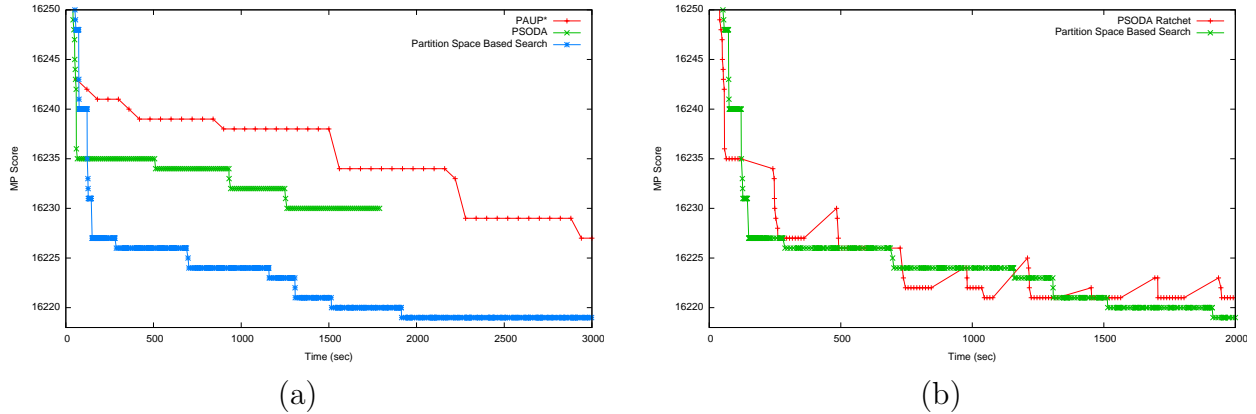 16250
16245
16240
16235
16230
16225
16220
MP Score
0
500
1000
1500
2000
2500
3000
Time (sec)
PAUP*
PSODA
Partition Space Based Search
(a)
16250
16245
16240
16235
16230
16225
16220
MP Score
0
500
1000
1500
2000
Time (sec)
PSODA Ratchet
Partition Space Based Search
(b)